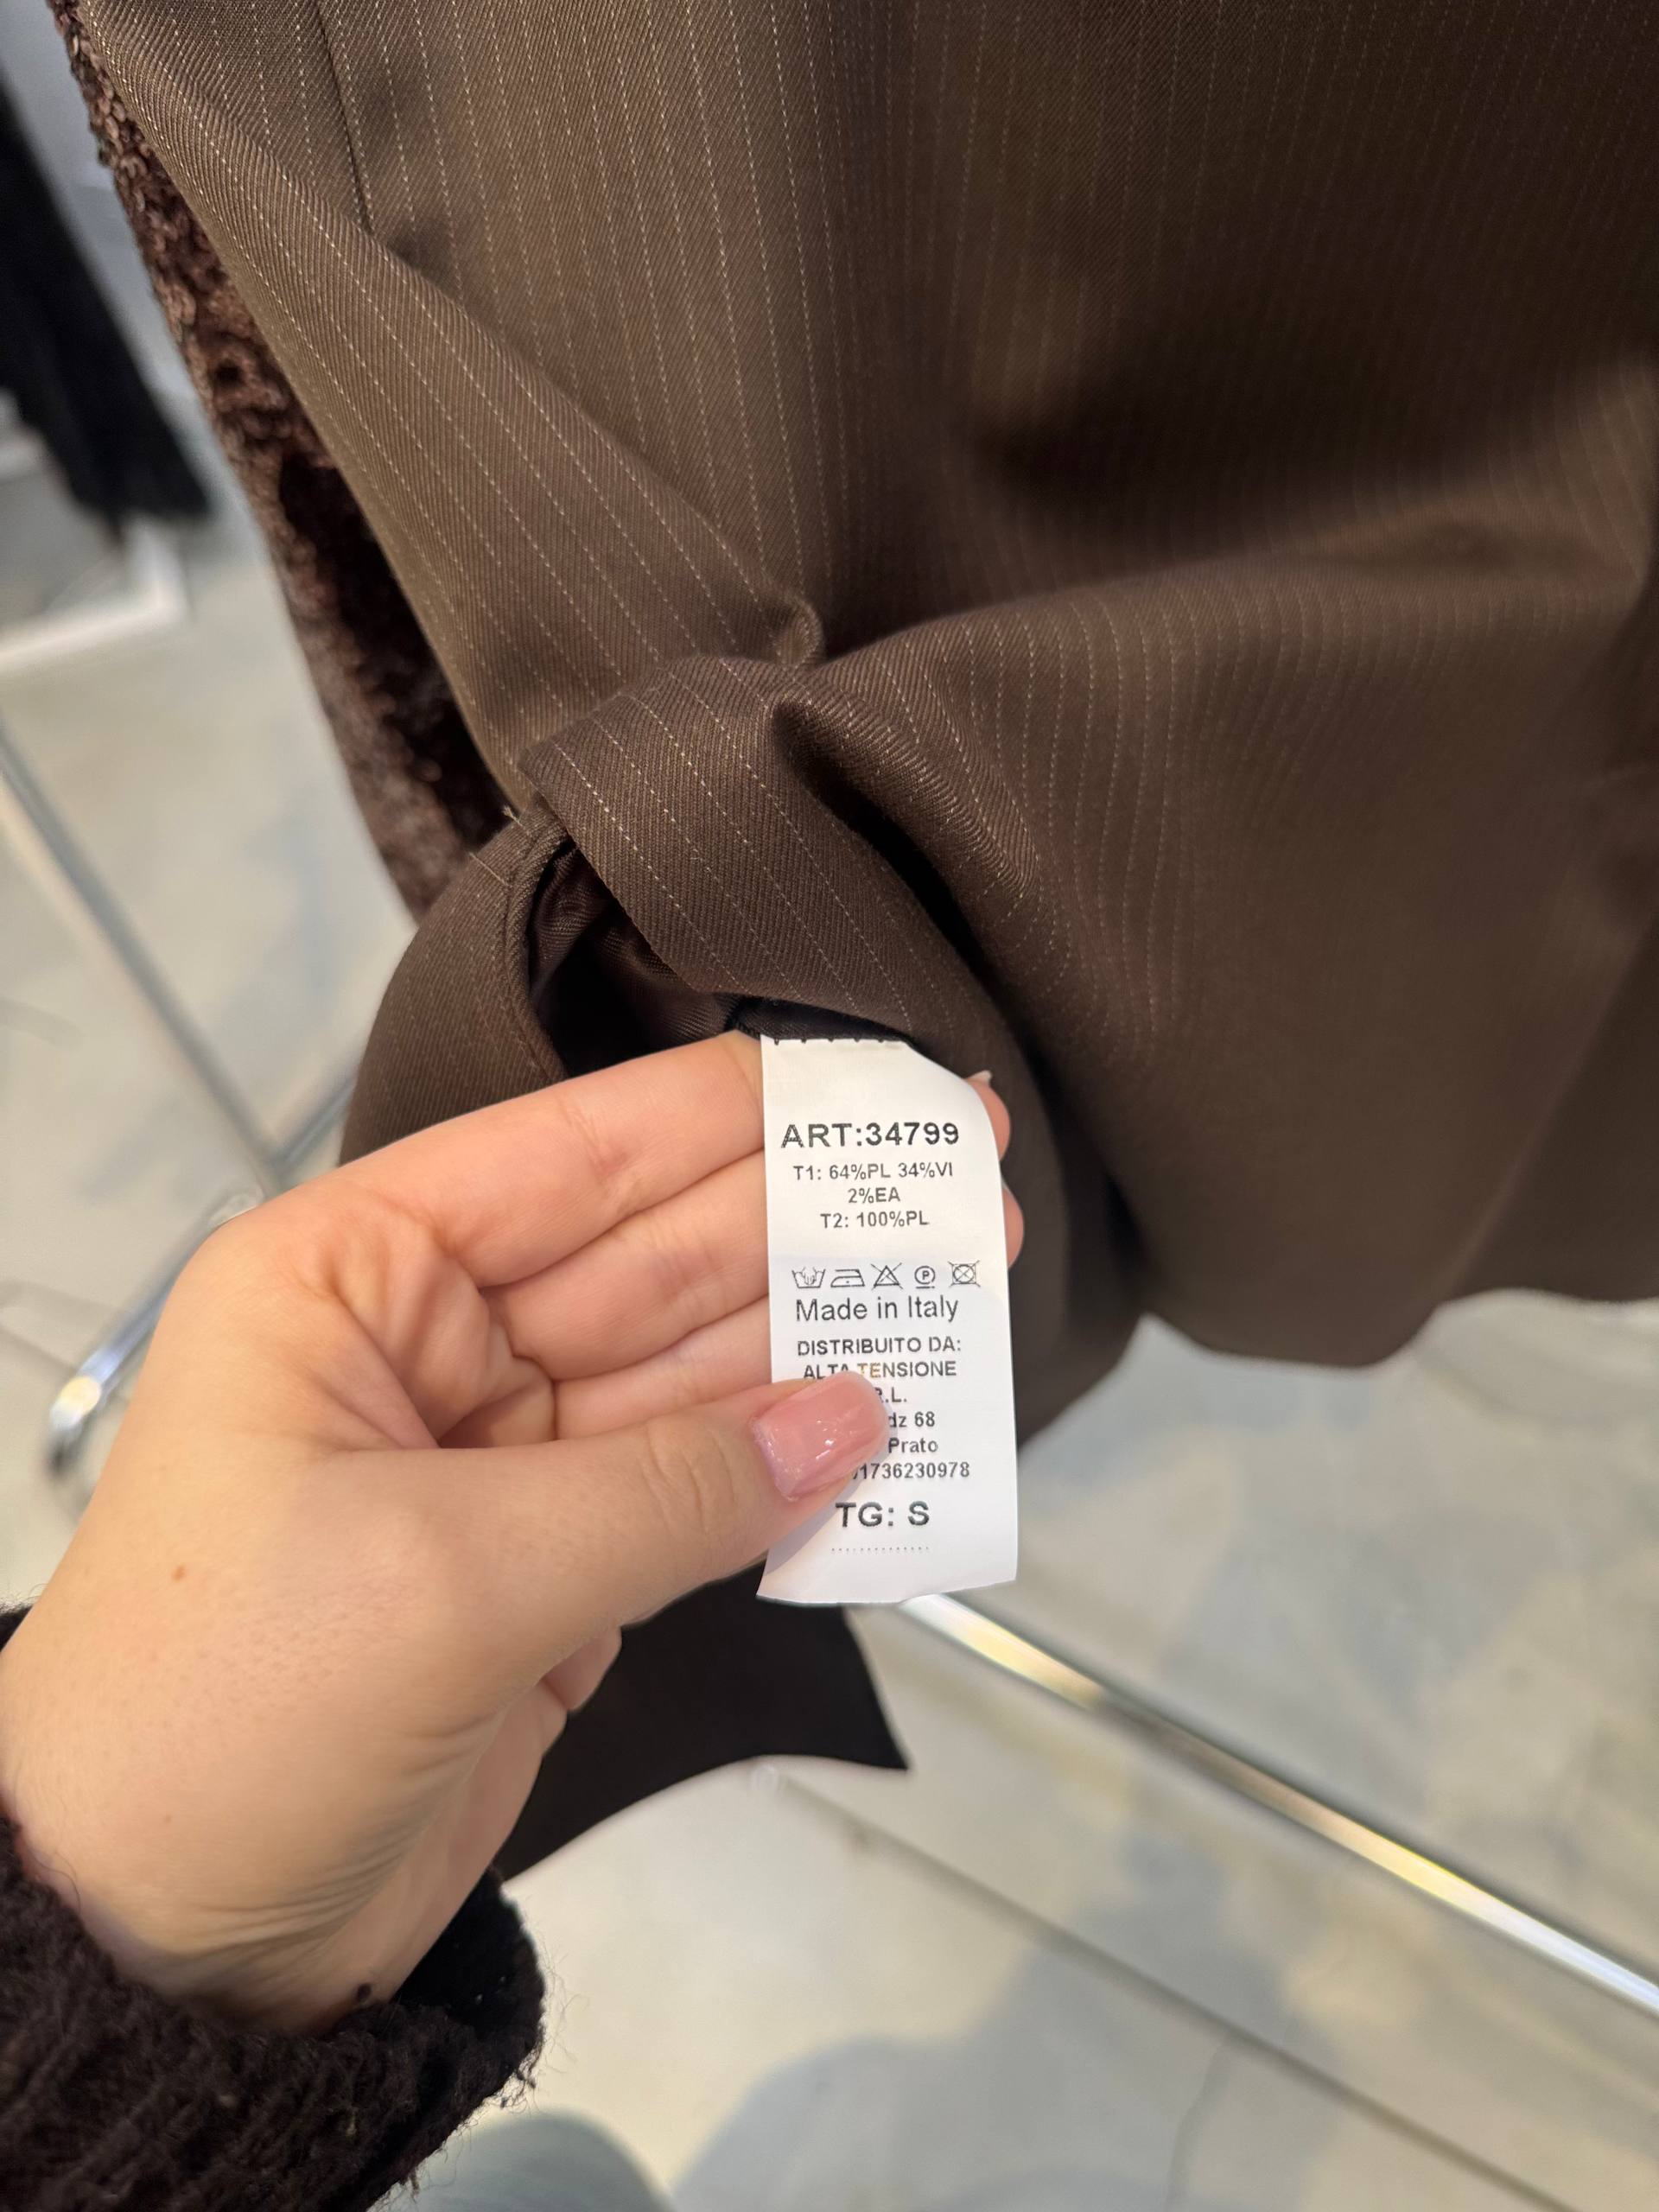 ART:34799
T1: 64%PL 34%VI
2%EA
T2: 100%PL
P
Made in Italy
DISTRIBUITO DA:
ALTA TENSIONE
R.L.
68
Prato
1736230978
TG: S